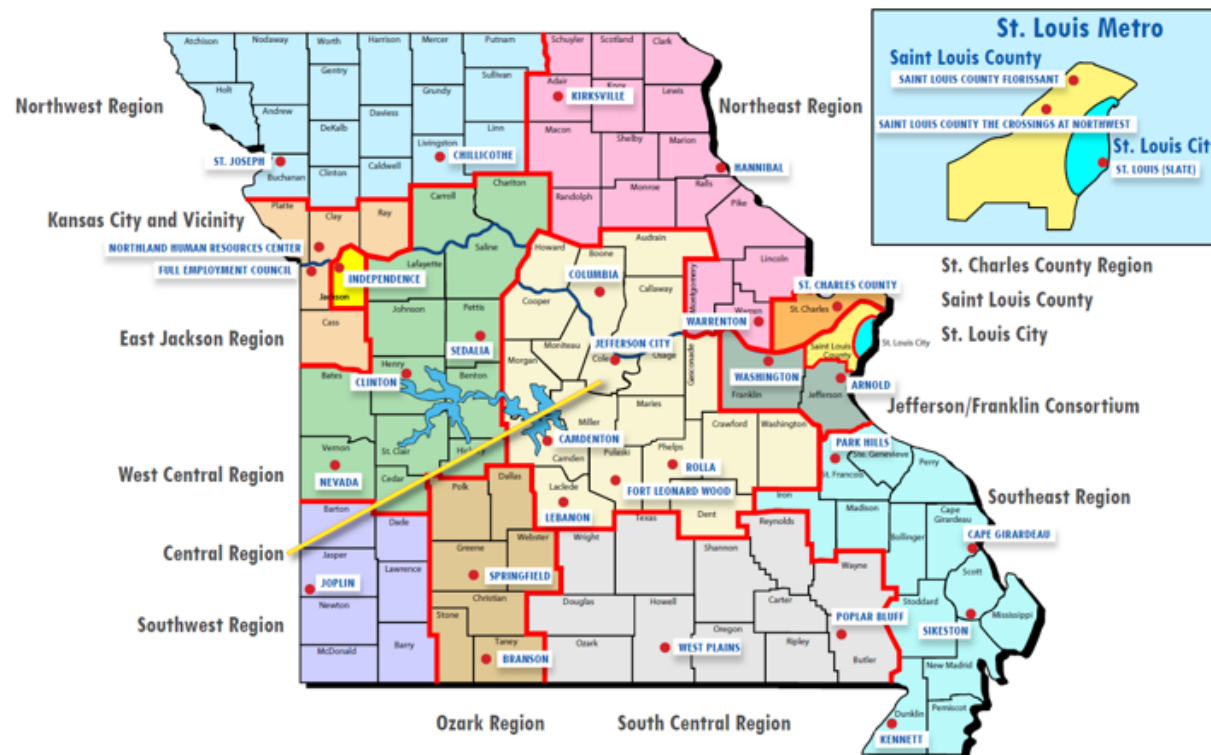 St. Louis Metro
Saint Louis County
SAINT LOUIS COUNTY FLORISSANT
SAINT LOUIS COUNTY THE CROSSINGS AT NORTHWEST
St. Louis City
ST. LOUIS (SLATE)
Northwest Region
Northeast Region
Kansas City and Vicinity
East Jackson Region
West Central Region
Central Region
Southwest Region
Ozark Region
South Central Region
Southeast Region
Jefferson/Franklin Consortium
St. Charles County Region
Saint Louis County
St. Louis City
Atchison
Nodaway
Worth
Harrison
Mercer
Putnam
Schuyler
Scotland
Clark
Gentry
Sullivan
Adair
Knox
Lewis
Holt
KIRKSVILLE
Andrew
Daviess
Grundy
DeKalb
Linn
Macon
Shelby
Marion
Livingston
CHILLICOTHE
ST. JOSEPH
HANNIBAL
Buchanan
Clinton
Caldwell
Chariton
Carroll
Randolph
Monroe
Ralls
Pike
Platte
Clay
Ray
NORTHLAND HUMAN RESOURCES CENTER
FULL EMPLOYMENT COUNCIL
INDEPENDENCE
Jackson
Lafayette
Saline
Howard
Boone
Audrain
COLUMBIA
Callaway
Montgomery
Lincoln
Warren
WARRENTON
ST. CHARLES COUNTY
St. Charles
Saint Louis County
St. Louis City
Cass
Johnson
Pettis
SEDALIA
Cooper
Moniteau
Cole
JEFFERSON CITY
Osage
Gasconade
WASHINGTON
Franklin
Jefferson
ARNOLD
Bates
Henry
CLINTON
Benton
Morgan
Miller
Maries
Crawford
Washington
Vernon
NEVADA
St. Clair
Cedar
Hickory
Camden
CAMDENTON
Pulaski
Phelps
ROLLA
FORT LEONARD WOOD
Laclede
LEBANON
Dent
PARK HILLS
Ste. Genevieve
St. Francois
Perry
Iron
Madison
Cape Girardeau
CAPE GIRARDEAU
Bollinger
Barton
Dade
Polk
Dallas
Jasper
JOPLIN
Lawrence
Greene
Webster
SPRINGFIELD
Wright
Texas
Shannon
Reynolds
Wayne
Scott
Stoddard
SIKESTON
Mississippi
Newton
McDonald
Barry
Christian
Stone
Taney
BRANSON
Douglas
Ozark
Howell
WEST PLAINS
Oregon
Carter
Ripley
POPLAR BLUFF
Butler
New Madrid
Dunklin
Pemiscot
KENNETT